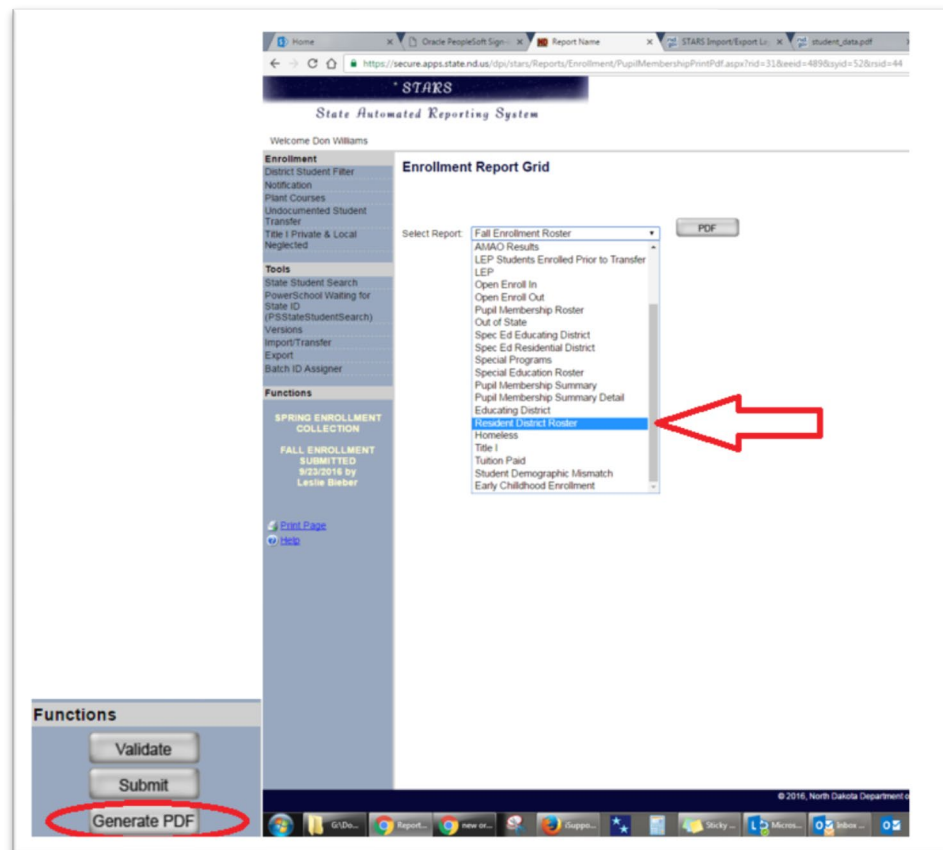 Home
Oracle PeopleSoft Sign-
Report Name
STARS Import/Export
student_data.pdf
https://secure.apps.state.nd.us/dpi/stars/Reports/Enrollment/PupilMembershipPrintPdf.aspx?rid=31&eeid=489&syid=52&rsid=44
STARS
State Automated Reporting System
Welcome Don Williams
Enrollment
District Student Filter
Notification
Plant Courses
Undocumented Student
Transfer
Title I Private & Local
Neglected
Tools
State Student Search
PowerSchool Waiting for
State ID
(PSStateStudentSearch)
Versions
Import/Transfer
Export
Batch ID Assigner
Functions
SPRING ENROLLMENT
COLLECTION
FALL ENROLLMENT
SUBMITTED
9/23/2016 by
Leslie Bieber
Print Page
Help
Enrollment Report Grid
Select Report: Fall Enrollment Roster
PDF
AMAO Results
LEP Students Enrolled Prior to Transfer
LEP
Open Enroll In
Open Enroll Out
Pupil Membership Roster
Out of State
Spec Ed Educating District
Spec Ed Residential District
Special Programs
Special Education Roster
Pupil Membership Summary
Pupil Membership Summary Detail
Educating District
Resident District Roster
Homeless
Title I
Tuition Paid
Student Demographic Mismatch
Early Childhood Enrollment
Functions
Validate
Submit
Generate PDF
© 2016, North Dakota Department o
G:\Do...
Report...
new or...
iSuppo...
Sticky ...
Micros...
Inbox ...